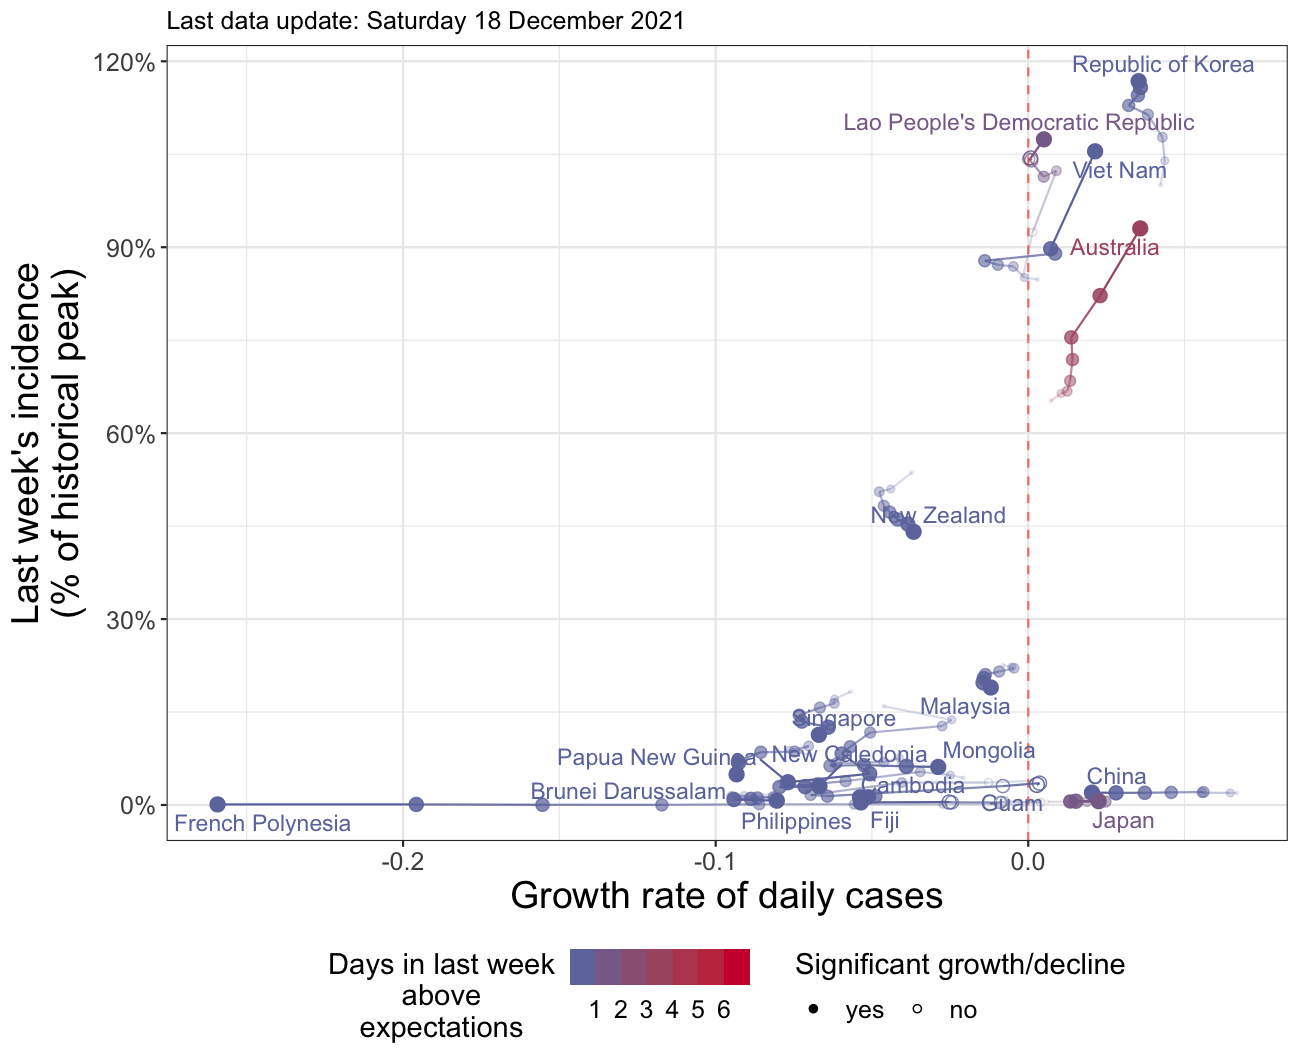 Last data update: Saturday 18 December 2021
120%
90%
60%
30%
0%
Last week's incidence
(% of historical peak)
Republic of Korea
Lao People's Democratic Republic
Viet Nam
Australia
New Zealand
Malaysia
Singapore
Papua New Guinea
New Caledonia
Mongolia
Brunei Darussalam
Cambodia
China
Guam
French Polynesia
Philippines
Fiji
Japan
-0.2
-0.1
0.0
Growth rate of daily cases
Days in last week
above
expectations
1 2 3 4 5 6
Significant growth/decline
yes
no